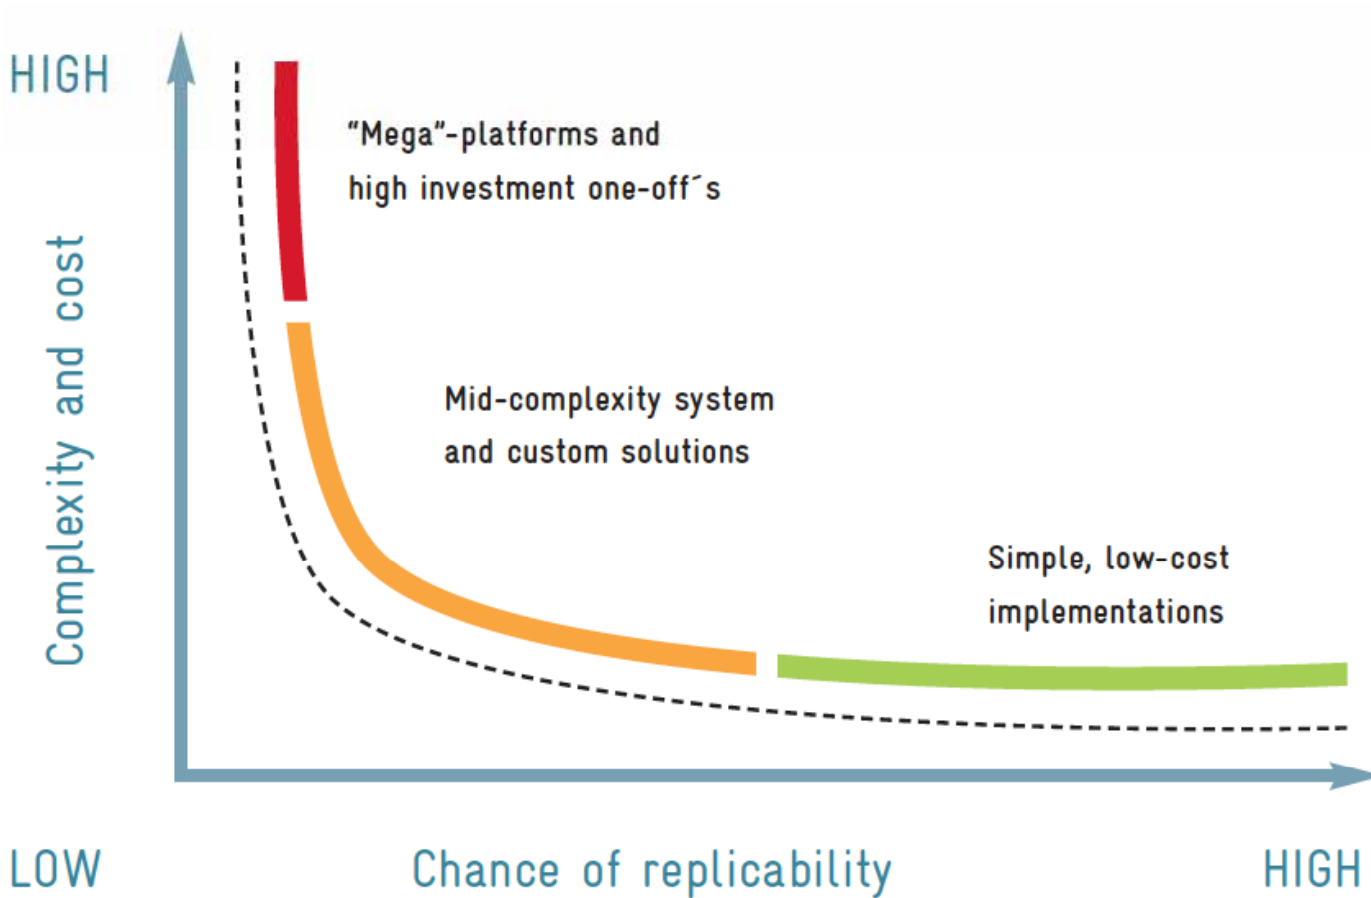 HIGH
“Mega”-platforms and
high investment one-off´s
Complexity and cost
Mid-complexity system
and custom solutions
Simple, low-cost
implementations
LOW
Chance of replicability
HIGH